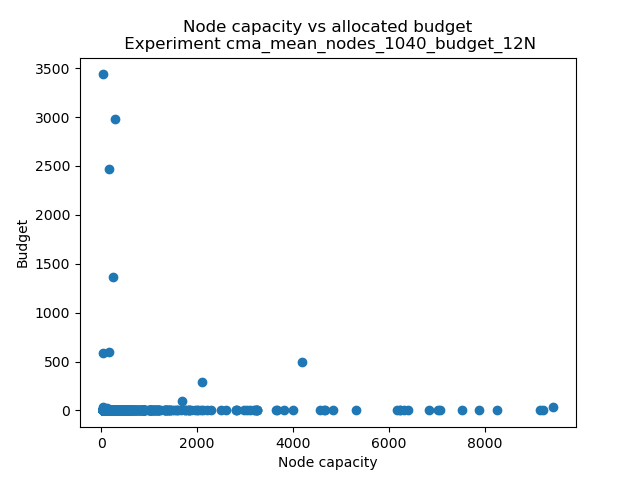 Node capacity vs allocated budget
Experiment cma_mean_nodes_1040_budget_12N
3500
3000
2500
2000
1500
1000
500
0
Budget
0 2000 4000 6000 8000
Node capacity